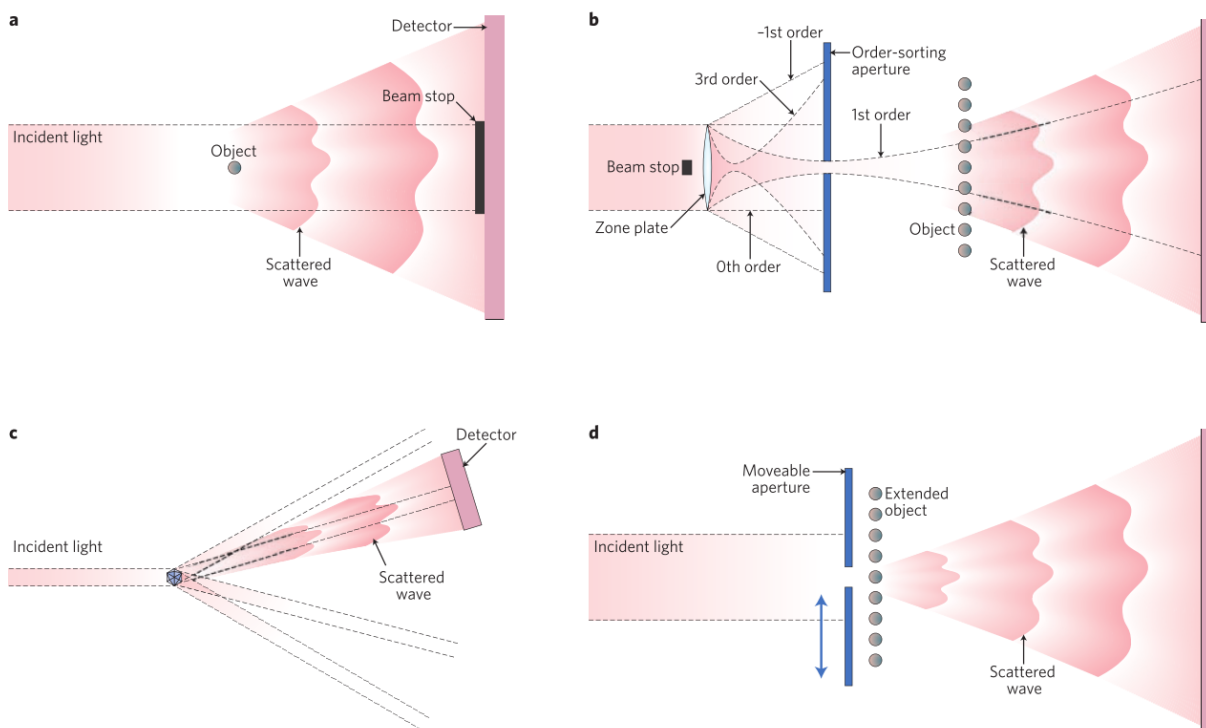 a
Detector
Beam stop
Incident light
Object
Scattered
wave
b
–1st order
Order-sorting
aperture
3rd order
1st order
Beam stop
Zone plate
Object
0th order
Scattered
wave
c
Detector
Incident light
Scattered
wave
d
Moveable
aperture
Extended
object
Incident light
Scattered
wave